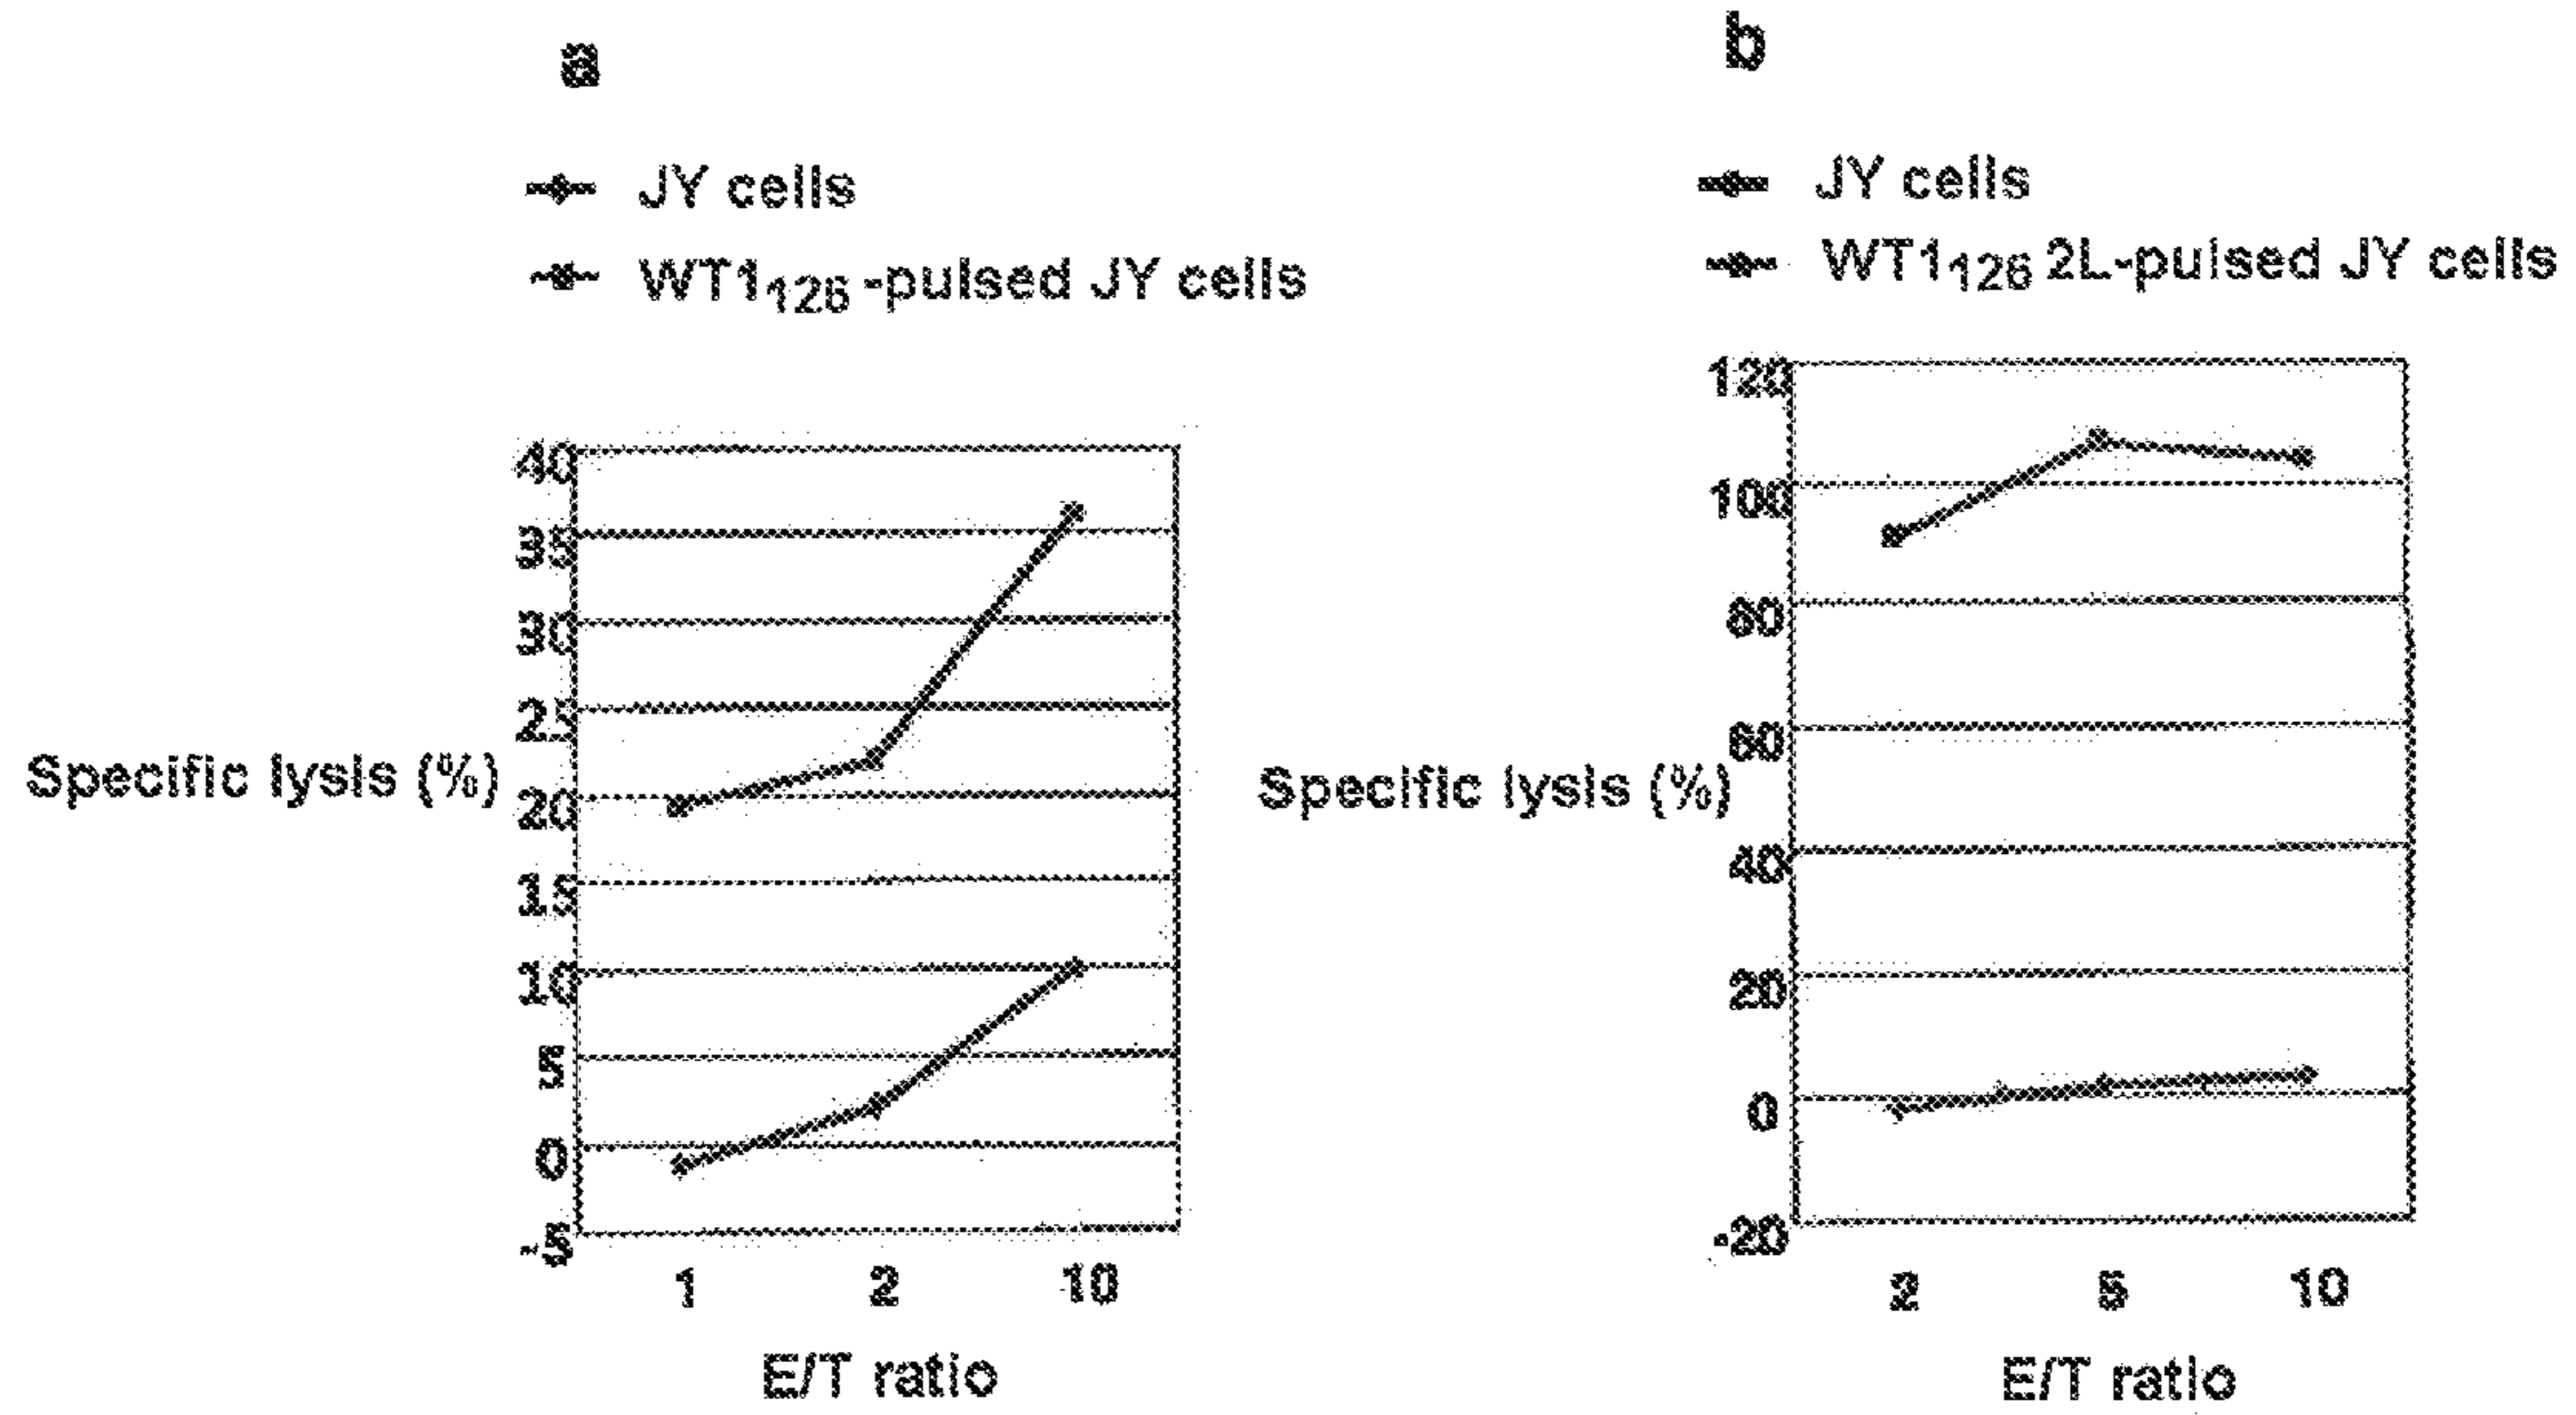 a
JY cells
WT1126 -pulsed JY cells
40
35
30
25
20
15
10
5
0
-5
Specific lysis (%)
1 2 10
E/T ratio
b
JY cells
WT1126 2L-pulsed JY cells
120
100
80
60
40
20
0
-20
Specific lysis (%)
2 5 10
E/T ratio